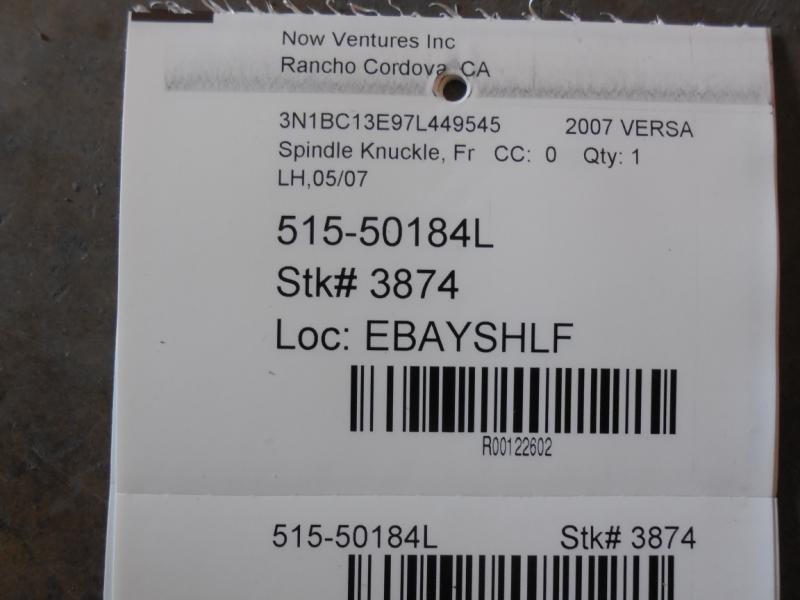 Now Ventures Inc
Rancho Cordova, CA
3N1BC13E97L449545 2007 VERSA
Spindle Knuckle, Fr CC: 0 Qty: 1
LH,05/07
515-50184L
Stk# 3874
Loc: EBAYSHLF
R00122602
515-50184L Stk# 3874